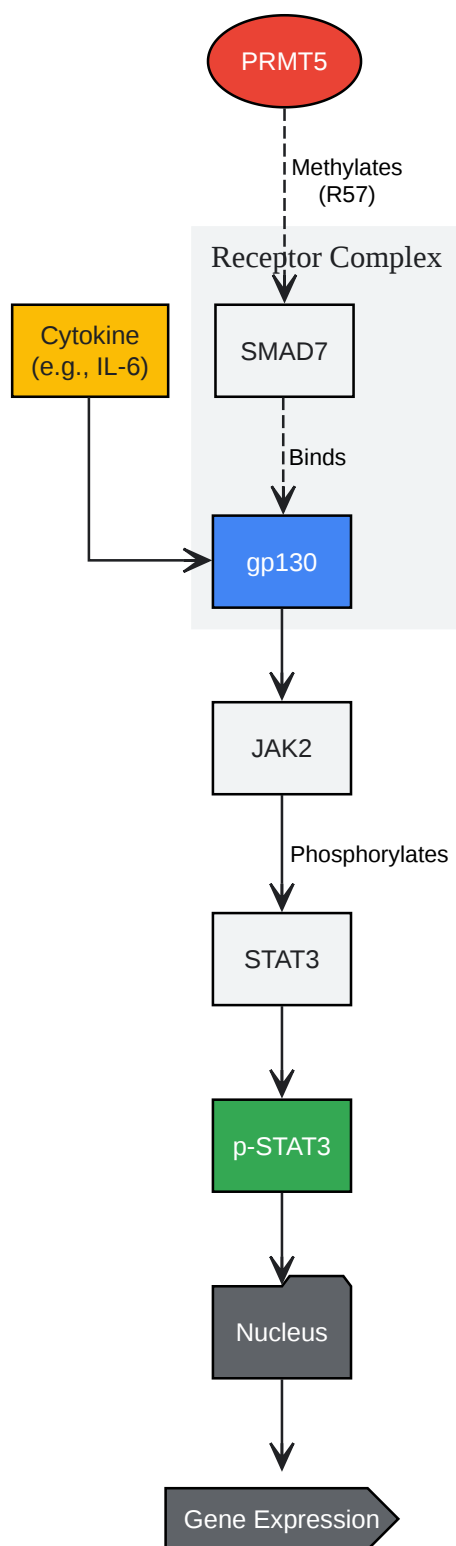 PRMT5
Methylates
(R57)
Receptor Complex
Cytokine
(e.g., IL-6)
SMAD7
Binds
gp130
JAK2
Phosphorylates
STAT3
p-STAT3
Nucleus
Gene Expression